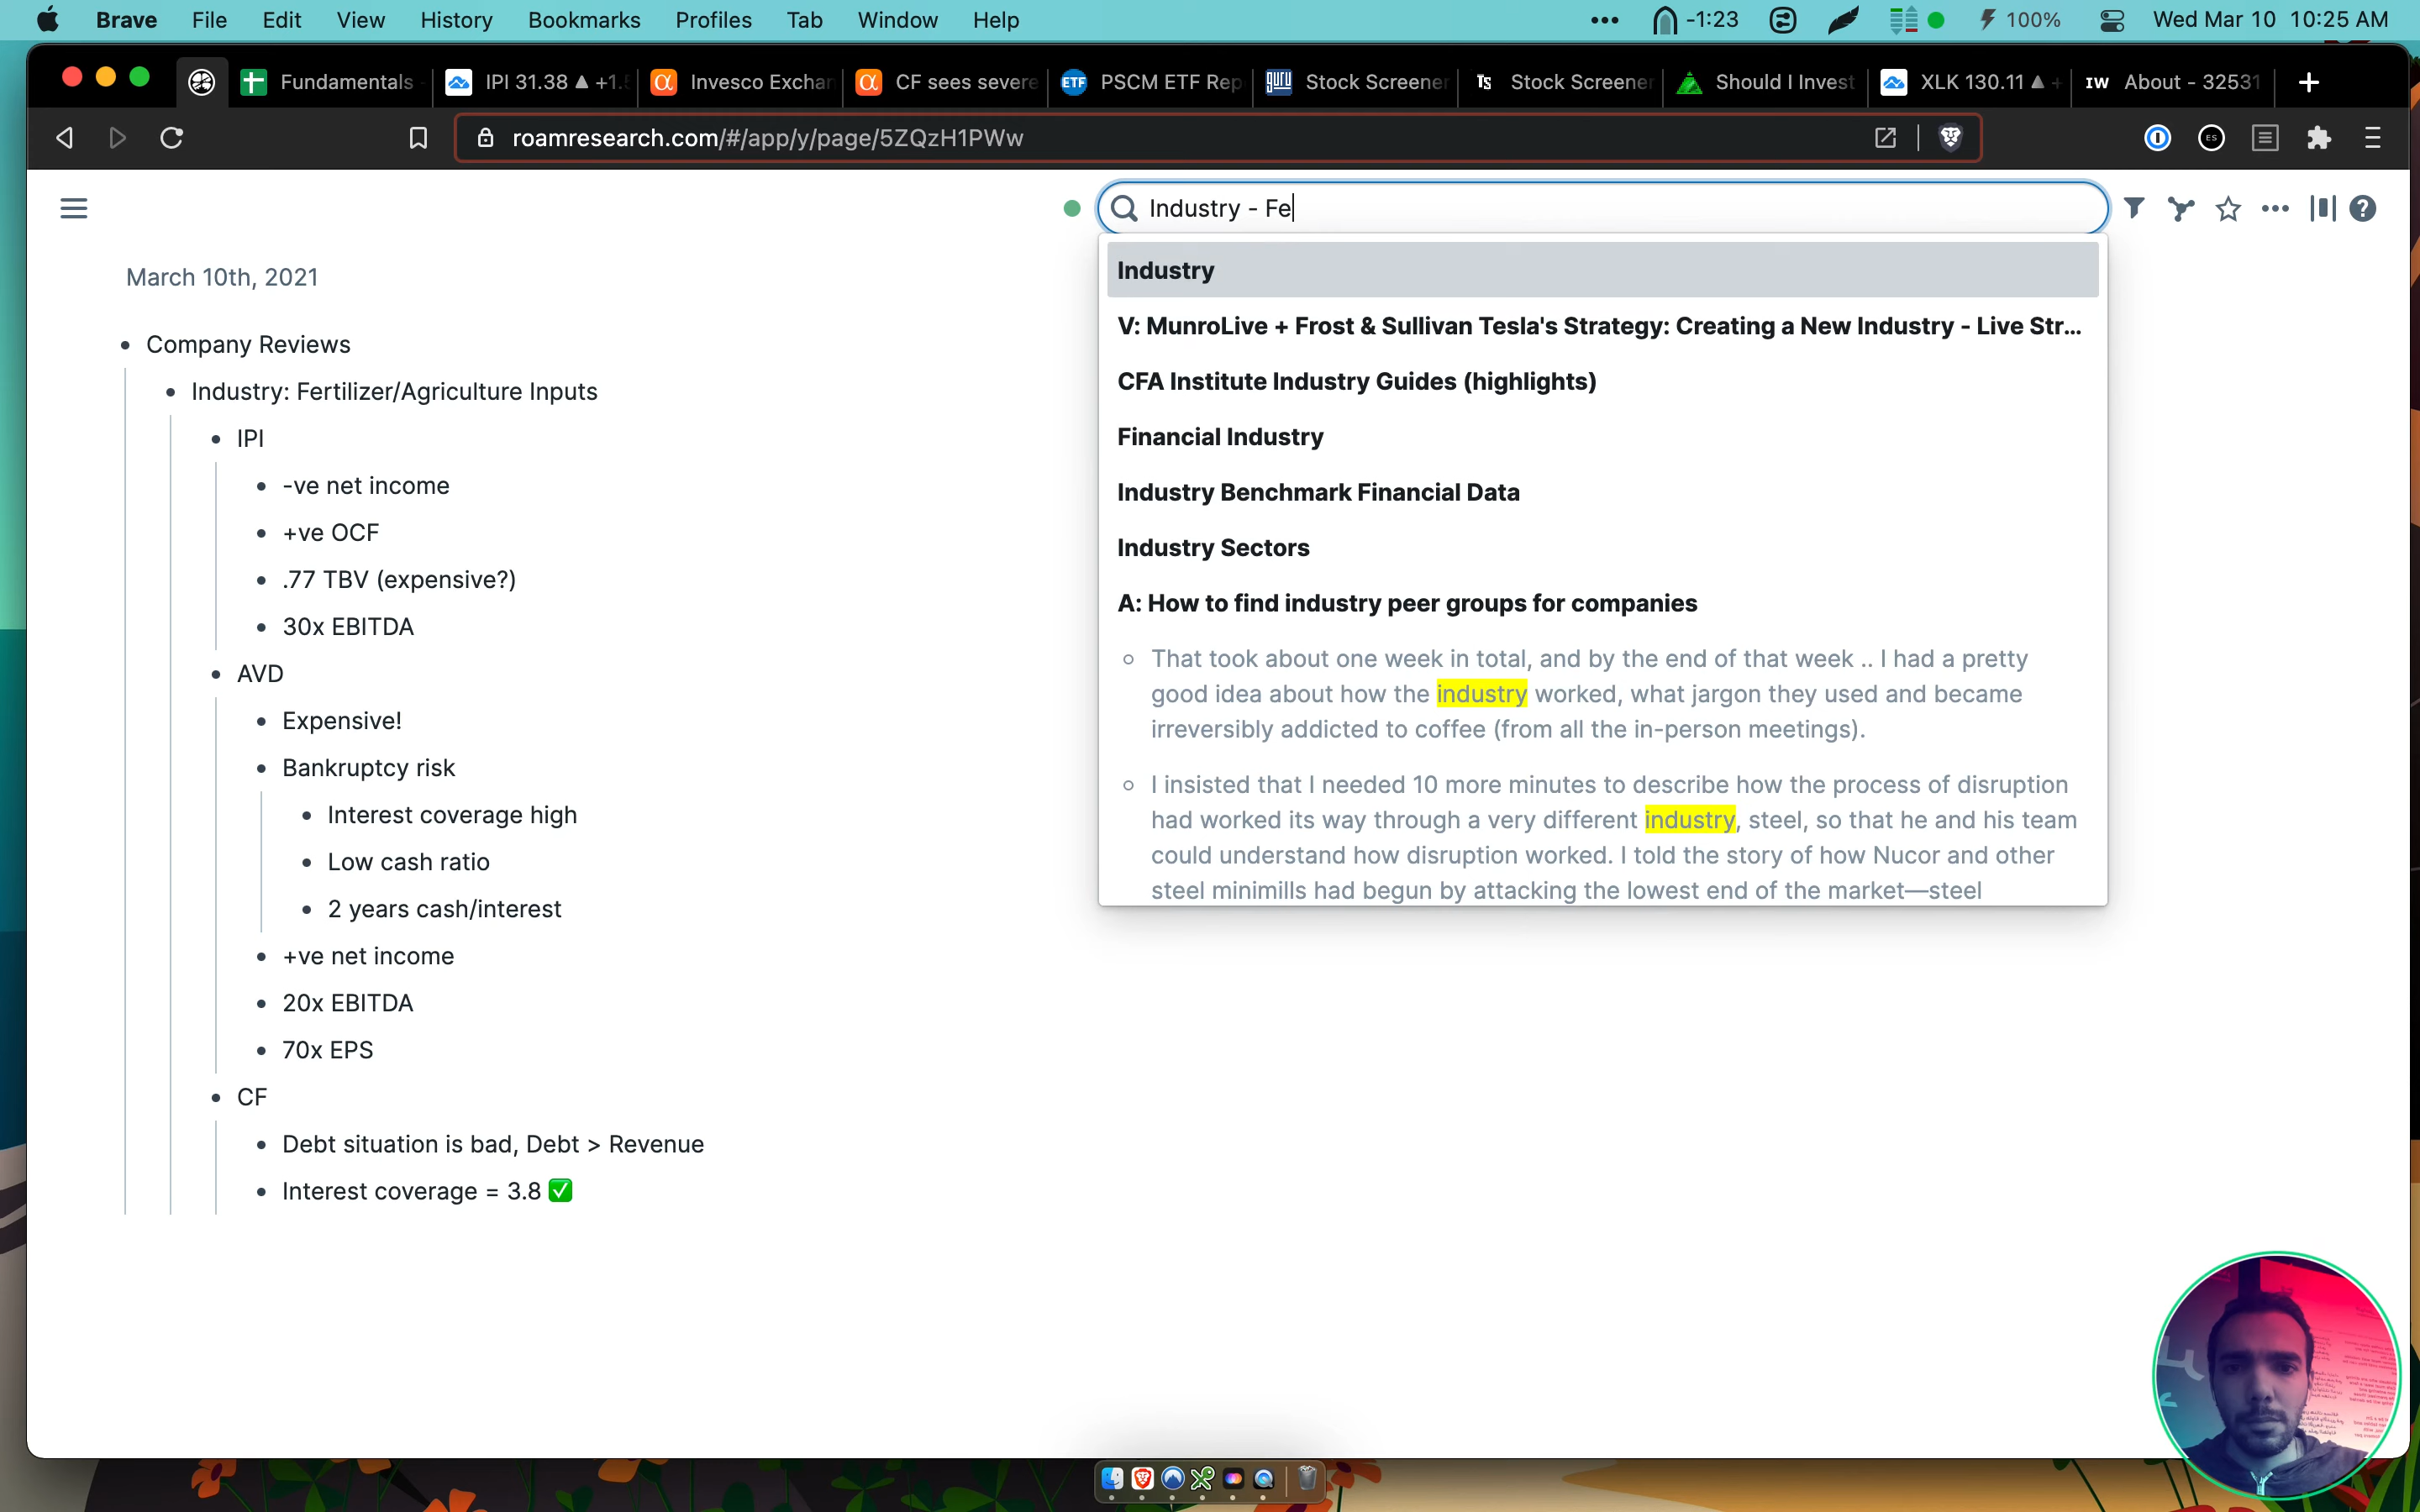 Brave File Edit View History Bookmarks Profiles Tab Window Help ••• -1:23 100% Wed Mar 10 10:25 AM
Fundamentals IPI 31.38 ▲ +1. Invesco Exchan CF sees severe ETF PSCM ETF Rep guru Stock Screener TS Stock Screener Should I Invest XLK 130.11 ▲ + IW About - 32531
roamresearch.com/#/app/y/page/5ZQzH1PWw ES
Industry - Fe
March 10th, 2021
• Company Reviews
• Industry: Fertilizer/Agriculture Inputs
• IPI
• -ve net income
• +ve OCF
• .77 TBV (expensive?)
• 30x EBITDA
• AVD
• Expensive!
• Bankruptcy risk
• Interest coverage high
• Low cash ratio
• 2 years cash/interest
• +ve net income
• 20x EBITDA
• 70x EPS
• CF
• Debt situation is bad, Debt > Revenue
• Interest coverage = 3.8 ✅
Industry
V: MunroLive + Frost & Sullivan Tesla's Strategy: Creating a New Industry - Live Str...
CFA Institute Industry Guides (highlights)
Financial Industry
Industry Benchmark Financial Data
Industry Sectors
A: How to find industry peer groups for companies
That took about one week in total, and by the end of that week .. I had a pretty
good idea about how the industry worked, what jargon they used and became
irreversibly addicted to coffee (from all the in-person meetings).
I insisted that I needed 10 more minutes to describe how the process of disruption
had worked its way through a very different industry, steel, so that he and his team
could understand how disruption worked. I told the story of how Nucor and other
steel minimills had begun by attacking the lowest end of the market—steel